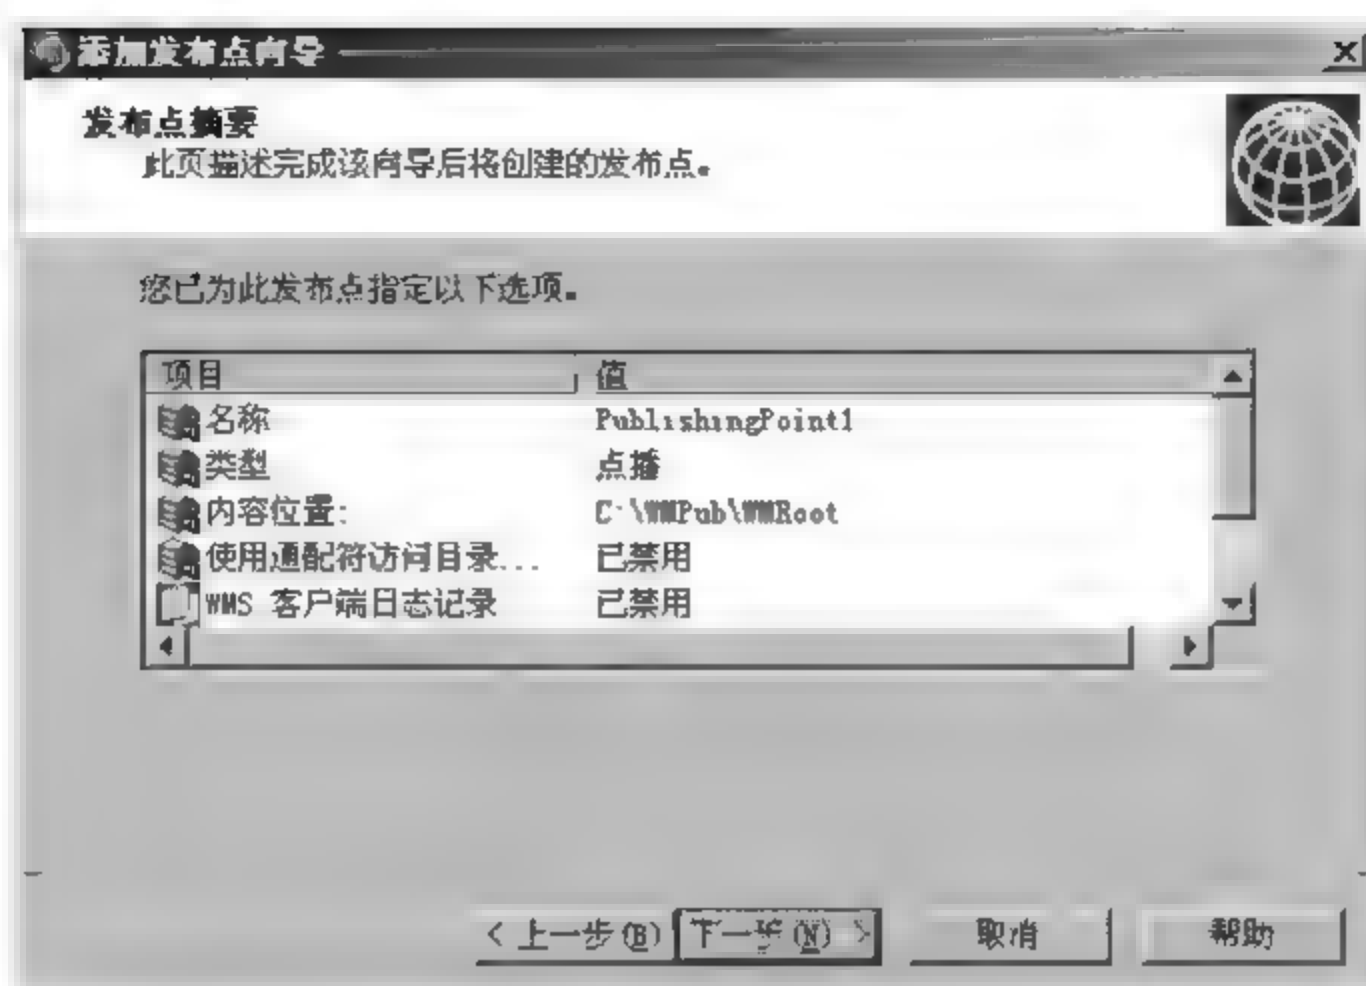 添加发布点向导
发布点摘要
此页描述完成该向导后将创建的发布点。
您已为此发布点指定以下选项。
项目 值
名称 PublishingPoint1
类型 点播
内容位置: C:\WMPub\WMRoot
使用通配符访问目录... 已禁用
WMS 客户端日志记录 已禁用
< 上一步(B) 下一步(N) > 取消 帮助